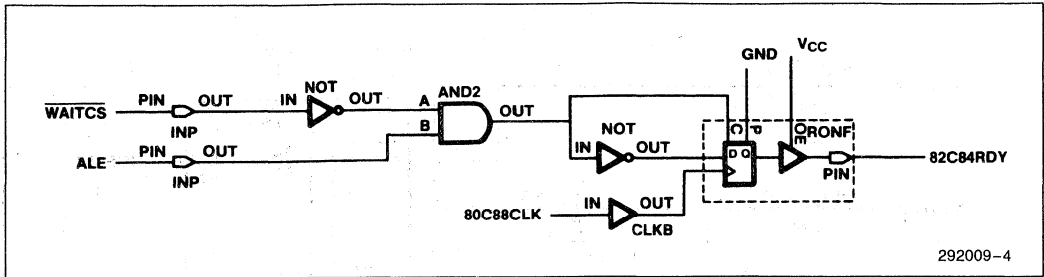 GND
VCC
NOT
AND2
WAITCS PIN OUT IN OUT A OUT
INP
B
ALE PIN OUT
INP
NOT
IN OUT
C P OE RONF
D Q
PIN
82C84RDY
80C88CLK IN OUT
CLKB
292009-4